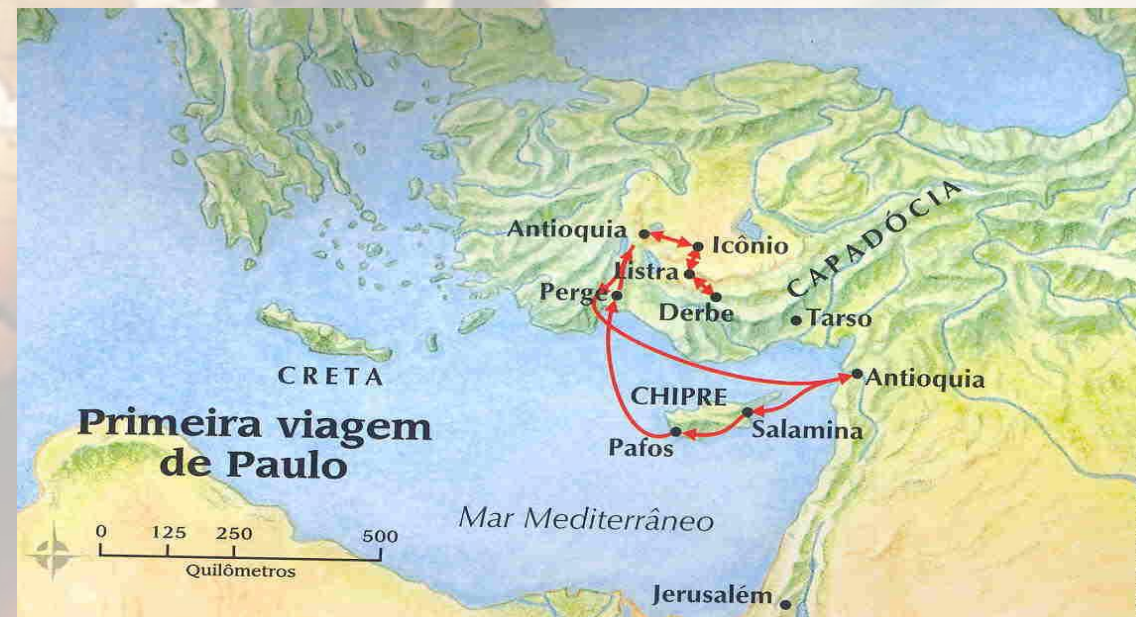 Antioquia
Icônio
CAPADÓCIA
Listra
Perge
Derbe
Tarso
CRETA
Antioquia
CHIPRE
Salamina
Pafos
Primeira viagem
de Paulo
Mar Mediterrâneo
0 125 250 500
Quilômetros
Jerusalém